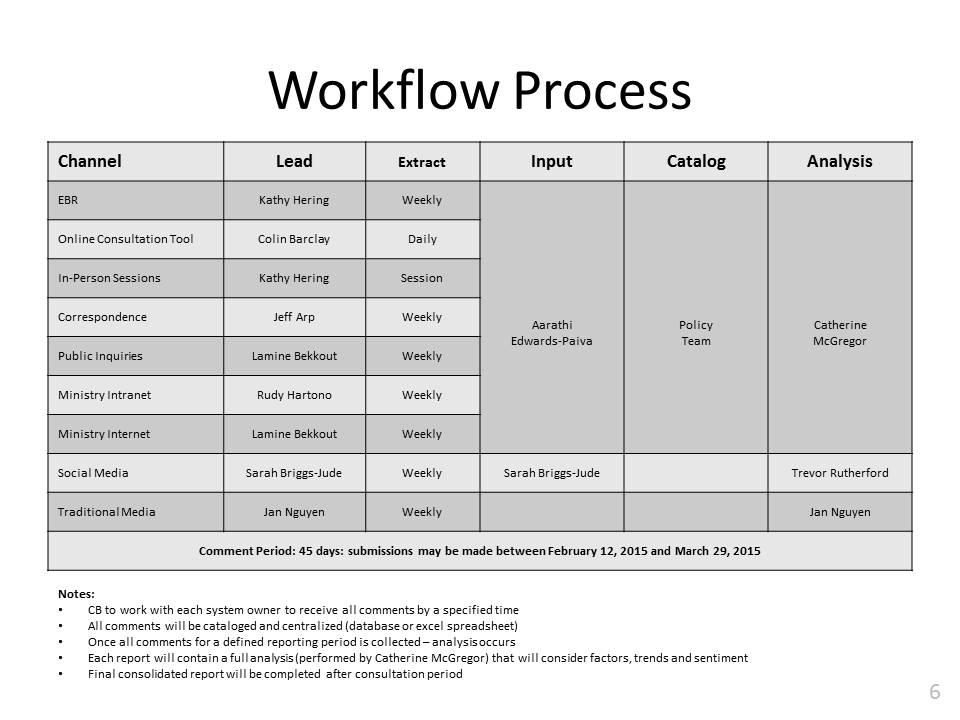 Workflow Process
Channel Lead Extract Input Catalog Analysis
EBR Kathy Hering Weekly
Online Consultation Tool Colin Barclay Daily
In-Person Sessions Kathy Hering Session
Correspondence Jeff Arp Weekly
Aarathi Policy Catherine
Edwards-Paiva Team McGregor
Public Inquiries Lamine Bekkout Weekly
Ministry Intranet Rudy Hartono Weekly
Ministry Internet Lamine Bekkout Weekly
Social Media Sarah Briggs-Jude Weekly Sarah Briggs-Jude Trevor Rutherford
Traditional Media Jan Nguyen Weekly Jan Nguyen
Comment Period: 45 days: submissions may be made between February 12, 2015 and March 29, 2015
Notes:
• CB to work with each system owner to receive all comments by a specified time
• All comments will be cataloged and centralized (database or excel spreadsheet)
• Once all comments for a defined reporting period is collected – analysis occurs
• Each report will contain a full analysis (performed by Catherine McGregor) that will consider factors, trends and sentiment
• Final consolidated report will be completed after consultation period
6